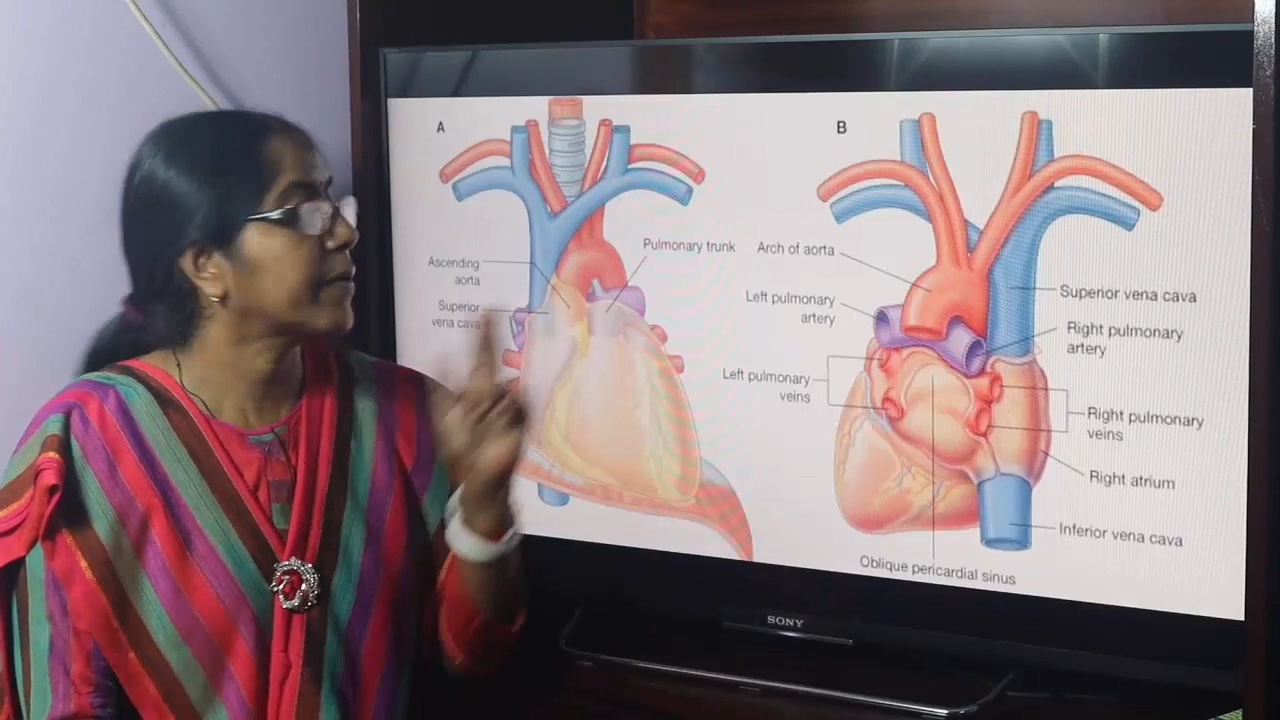 A
Pulmonary trunk
Ascending
aorta
Superior
vena cava
B
Arch of aorta
Left pulmonary
artery
Left pulmonary
veins
Superior vena cava
Right pulmonary
artery
Right pulmonary
veins
Right atrium
Inferior vena cava
Oblique pericardial sinus
SONY